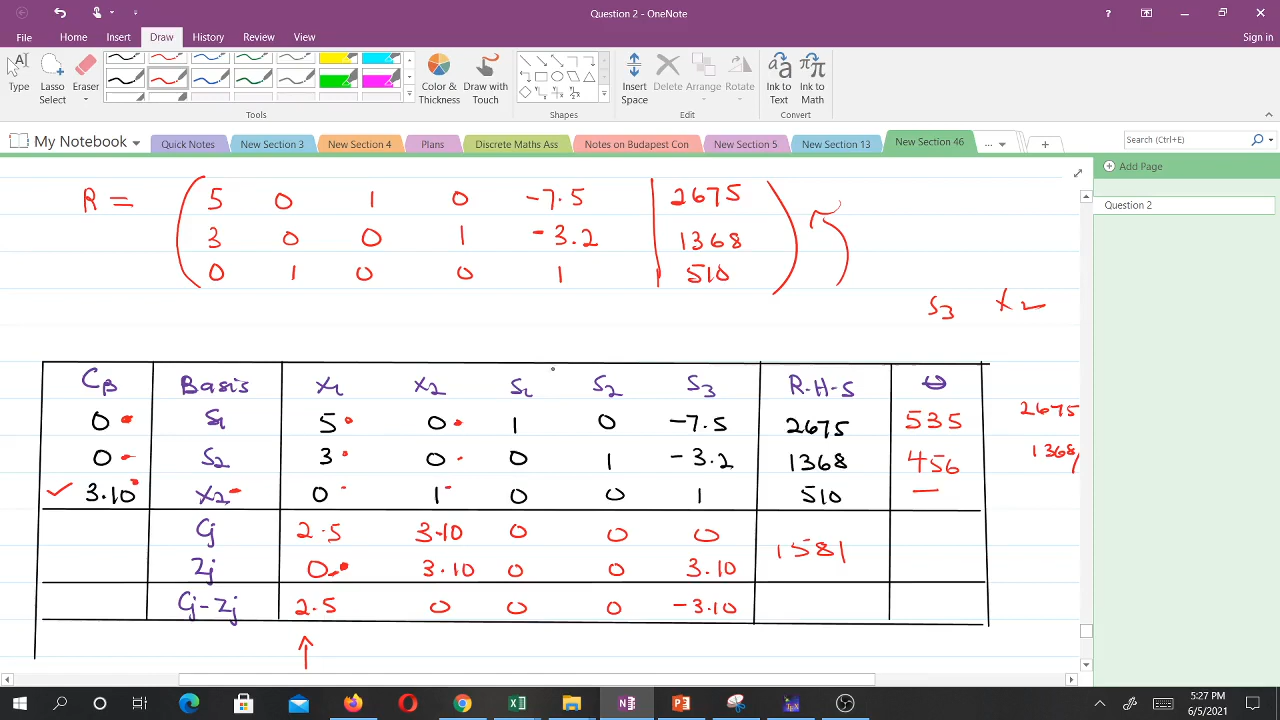 Question 2 - OneNote
File Home Insert Draw History Review View Sign in
Type
Lasso Select
Eraser
Color & Thickness
Draw with Touch
Insert Space
Delete
Arrange
Rotate
Ink to Text
Ink to Math
Tools Shapes Edit Convert
My Notebook Quick Notes New Section 3 New Section 4 Plans Discrete Maths Ass Notes on Budapest Con New Section 5 New Section 13 New Section 46 ... Search (Ctrl+E)
Add Page
Question 2
R = 5 0 1 0 -7.5 2675
3 0 0 1 -3.2 1368
0 1 0 0 1 510
S3 x2
CB Basis x1 x2 S1 S2 S3 R.H.S θ
0 S1 5 0 1 0 -7.5 2675 535 2675
0 S2 3 0 0 1 -3.2 1368 456 1368/
✓ 3.10 x2 0 1 0 0 1 510 —
Cj 2.5 3.10 0 0 0
1581
Zj 0 3.10 0 0 3.10
Cj-Zj 2.5 0 0 0 -3.10
5:27 PM
6/5/2021